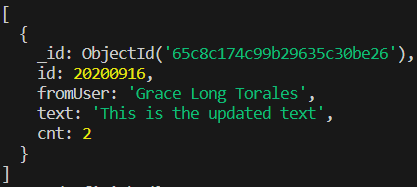 [
  {
    _id: ObjectId('65c8c174c99b29635c30be26'),
    id: 20200916,
    fromUser: 'Grace Long Torales',
    text: 'This is the updated text',
    cnt: 2
  }
]